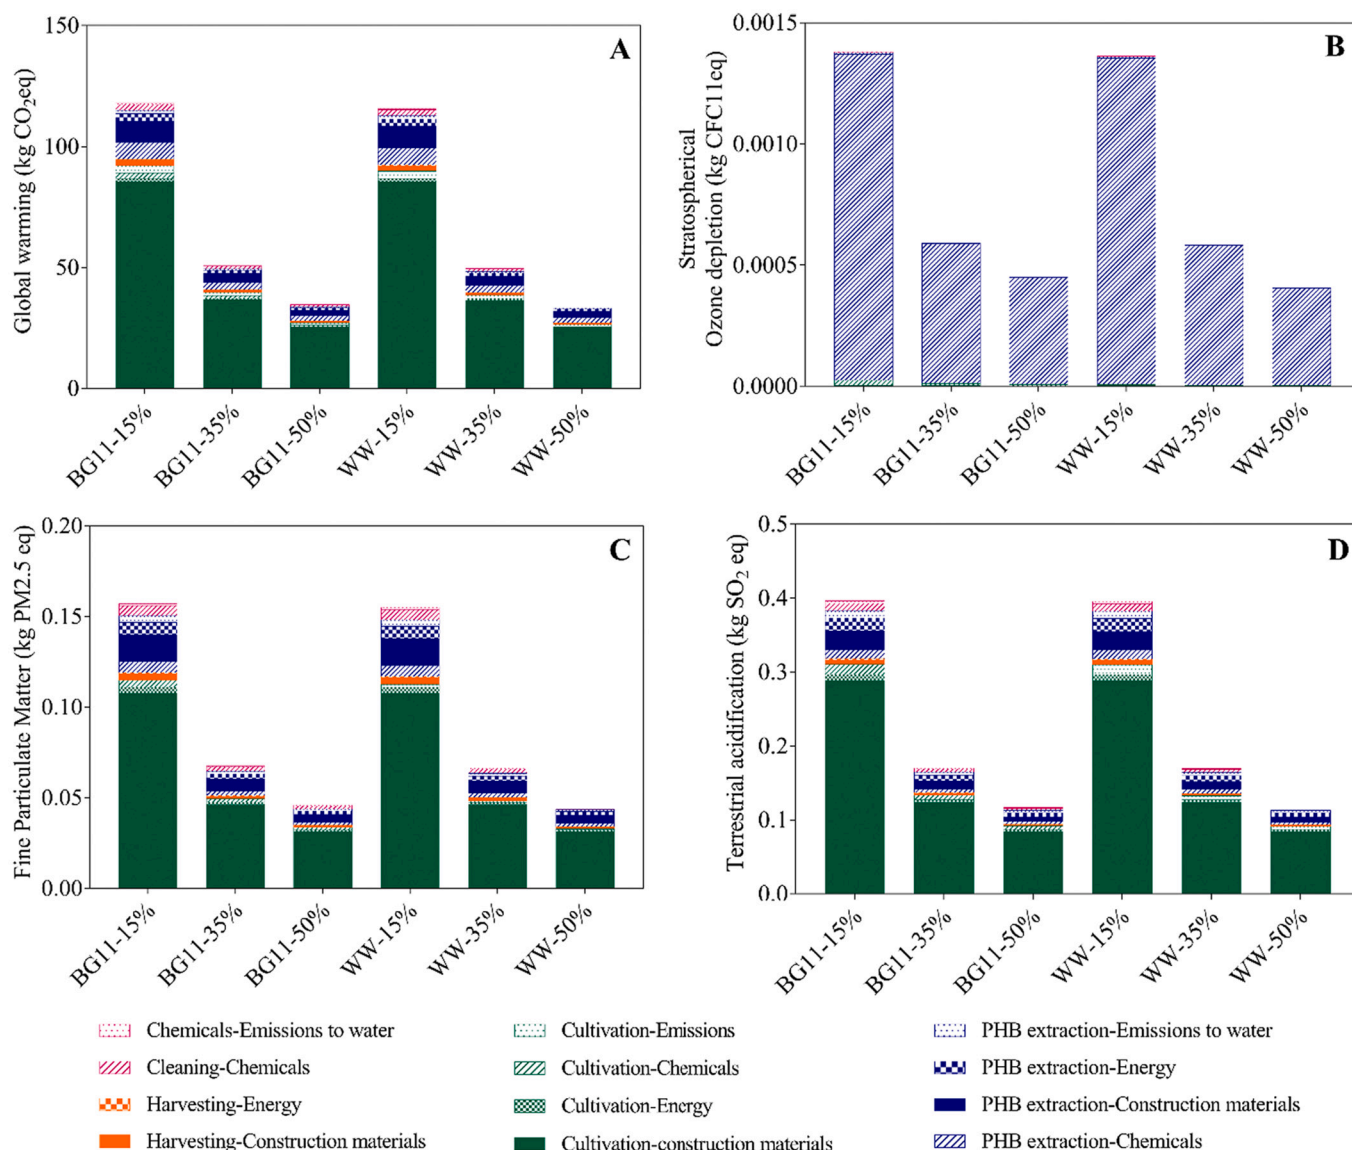 A
Global warming (kg CO₂eq)
150
100
50
0
BG11-15%
BG11-35%
BG11-50%
WW-15%
WW-35%
WW-50%
B
Stratospherical
Ozone depletion (kg CFC11eq)
0.0015
0.0010
0.0005
0.0000
BG11-15%
BG11-35%
BG11-50%
WW-15%
WW-35%
WW-50%
C
Fine Particulate Matter (kg PM2.5 eq)
0.20
0.15
0.10
0.05
0.00
BG11-15%
BG11-35%
BG11-50%
WW-15%
WW-35%
WW-50%
D
Terrestrial acidification (kg SO₂ eq)
0.5
0.4
0.3
0.2
0.1
0.0
BG11-15%
BG11-35%
BG11-50%
WW-15%
WW-35%
WW-50%
Chemicals-Emissions to water
Cleaning-Chemicals
Harvesting-Energy
Harvesting-Construction materials
Cultivation-Emissions
Cultivation-Chemicals
Cultivation-Energy
Cultivation-construction materials
PHB extraction-Emissions to water
PHB extraction-Energy
PHB extraction-Construction materials
PHB extraction-Chemicals